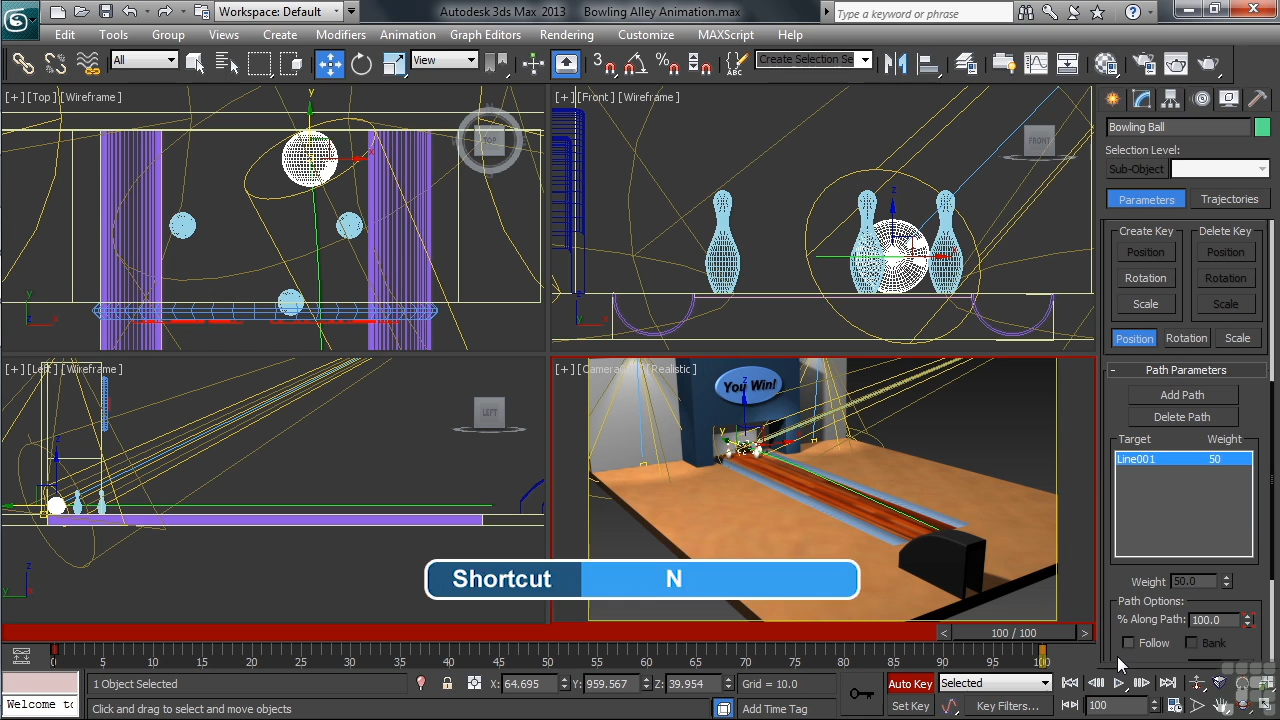 Workspace: Default
Autodesk 3ds Max 2013 Bowling Alley Animation.max
Type a keyword or phrase
Edit Tools Group Views Create Modifiers Animation Graph Editors Rendering Customize MAXScript Help
All
View
3
Create Selection Se
[+] [Top] [Wireframe]
[+] [Front] [Wireframe]
TOP
FRONT
Bowling Ball
Selection Level:
Sub-Object
Parameters Trajectories
Create Key Delete Key
Position Position
Rotation Rotation
Scale Scale
Position Rotation Scale
[+] [Left] [Wireframe]
LEFT
[Realistic]
You Win!
Path Parameters
Add Path
Delete Path
Target Weight
Line001 50
Weight 50.0
Path Options:
% Along Path: 100.0
Follow Bank
Shortcut N
100 / 100
0 5 10 15 20 25 30 35 40 45 50 55 60 65 70 75 80 85 90 95 100
1 Object Selected
X: 64.695 Y: 959.567 Z: 39.954 Grid = 10.0
Auto Key Selected
Welcome to
Click and drag to select and move objects
Add Time Tag
Set Key Key Filters...
100